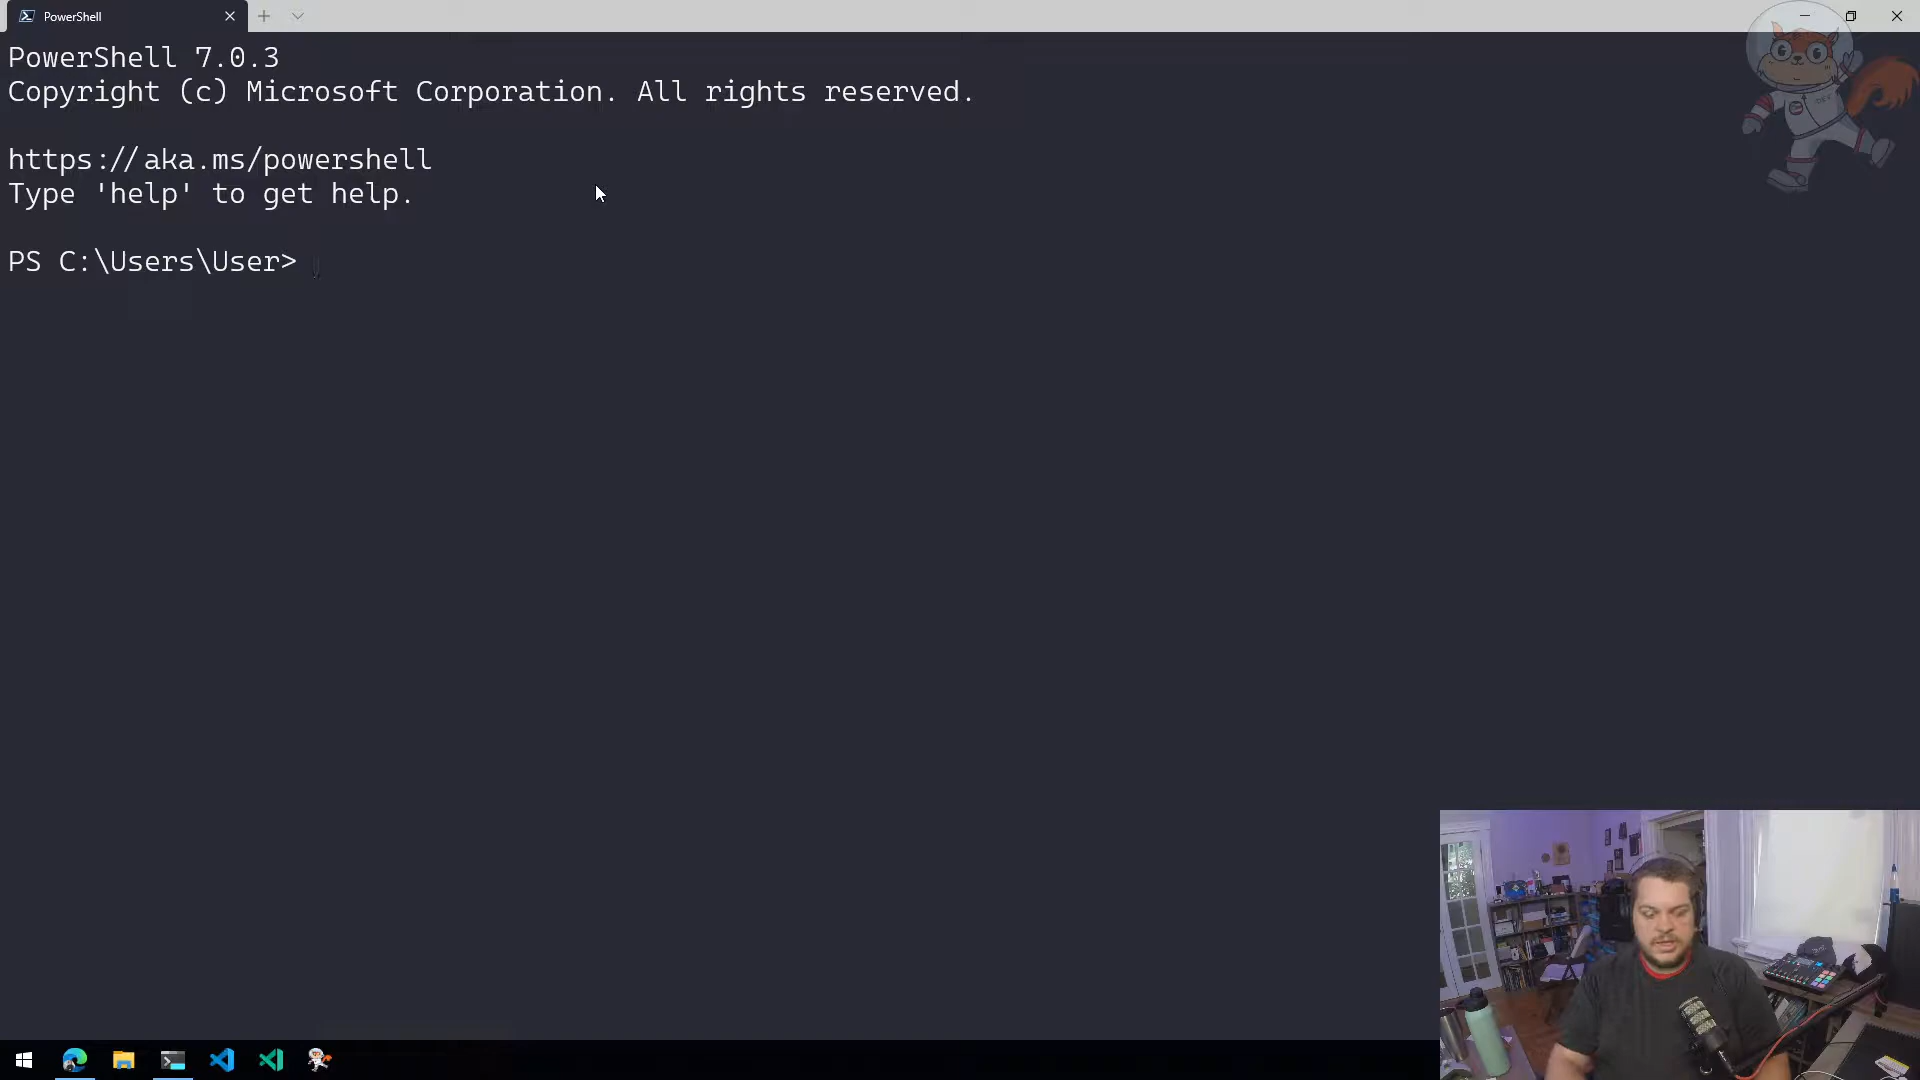 PowerShell
PowerShell 7.0.3
Copyright (c) Microsoft Corporation. All rights reserved.
https://aka.ms/powershell
Type 'help' to get help.
PS C:\Users\User>